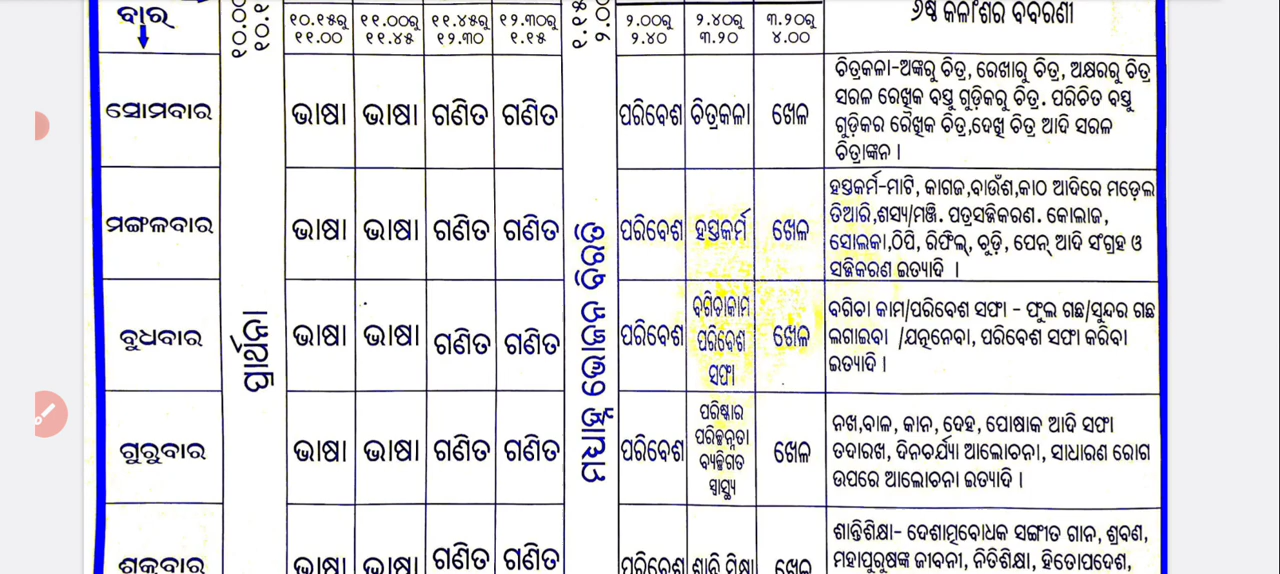 ବାର ୧୦.୧୫ରୁ ୧୧.୦୦ ୧୧.୦୦ରୁ ୧୧.୪୫ ୧୧.୪୫ରୁ ୧୨.୩୦ ୧୨.୩୦ରୁ ୧.୧୫ ୨.୦୦ରୁ ୨.୪୦ ୨.୪୦ରୁ ୩.୨୦ ୩.୨୦ରୁ ୪.୦୦
ପ୍ରାର୍ଥନା
ମଧ୍ୟାହ୍ନ ଭୋଜନ ବିରତି
ସୋମବାର ଭାଷା ଭାଷା ଗଣିତ ଗଣିତ ପରିବେଶ ଚିତ୍ରକଳା ଖେଳ
ଚିତ୍ରକଳା-ଅଙ୍କରୁ ଚିତ୍ର, ରେଖାରୁ ଚିତ୍ର, ଅକ୍ଷରରୁ ଚିତ୍ର
ସରଳ ରେଖିକ ବସ୍ତୁ ଗୁଡ଼ିକରୁ ଚିତ୍ର. ପରିଚିତ ବସ୍ତୁ
ଗୁଡ଼ିକର ରୈଖିକ ଚିତ୍ର,ଦେଖି ଚିତ୍ର ଆଦି ସରଳ
ଚିତ୍ରାଙ୍କନ ।
ମଙ୍ଗଳବାର ଭାଷା ଭାଷା ଗଣିତ ଗଣିତ ପରିବେଶ ହସ୍ତକର୍ମ ଖେଳ
ହସ୍ତକର୍ମ-ମାଟି, କାଗଜ,ବାଉଁଶ,କାଠ ଆଦିରେ ମଡ଼େଲ
ତିଆରି,ଶସ୍ୟ/ମଞ୍ଜି. ପତ୍ରସଜ୍ଜିକରଣ. କୋଲାଜ,
ସୋଲକା,ଠିପି, ରିଫିଲ୍, ଚୁଡ଼ି, ପେନ୍ ଆଦି ସଂଗ୍ରହ ଓ
ସଜ୍ଜିକରଣ ଇତ୍ୟାଦି ।
ବୁଧବାର ଭାଷା ଭାଷା ଗଣିତ ଗଣିତ ପରିବେଶ ବଗିଚାକାମ ପରିବେଶ ସଫା ଖେଳ
ବଗିଚା କାମ/ପରିବେଶ ସଫା - ଫୁଲ ଗଛ/ସୁନ୍ଦର ଗଛ
ଲଗାଇବା /ଯତ୍ନନେବା, ପରିବେଶ ସଫା କରିବା
ଇତ୍ୟାଦି ।
ଗୁରୁବାର ଭାଷା ଭାଷା ଗଣିତ ଗଣିତ ପରିବେଶ ପରିଷ୍କାର ପରିଚ୍ଛନ୍ନତା ବ୍ୟକ୍ତିଗତ ସ୍ୱାସ୍ଥ୍ୟ ଖେଳ
ନଖ,ବାଳ, କାନ, ଦେହ, ପୋଷାକ ଆଦି ସଫା
ତଦାରଖ, ଦିନଚର୍ଯ୍ୟା ଆଲୋଚନା, ସାଧାରଣ ରୋଗ
ଉପରେ ଆଲୋଚନା ଇତ୍ୟାଦି ।
ଶୁକ୍ରବାର ଭାଷା ଭାଷା ଗଣିତ ଗଣିତ ପରିବେଶ ଶାନ୍ତି ଶିକ୍ଷା ଖେଳ
ଶାନ୍ତିଶିକ୍ଷା- ଦେଶାତ୍ମବୋଧକ ସଙ୍ଗୀତ ଗାନ, ଶ୍ରବଣ,
ମହାପୁରୁଷଙ୍କ ଜୀବନୀ, ନିତିଶିକ୍ଷା, ହିତୋପଦେଶ,